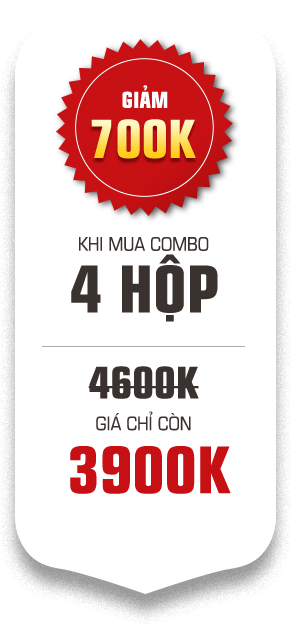 GIẢM
700K
KHI MUA COMBO
4 HỘP
4600K
GIÁ CHỈ CÒN
3900K